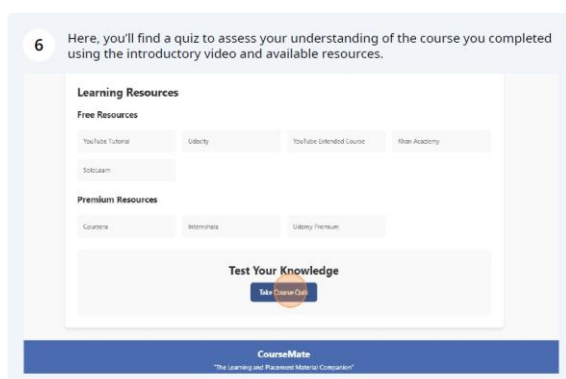 6
Here, you'll find a quiz to assess your understanding of the course you completed
using the introductory video and available resources.
Learning Resources
Free Resources
YouTube Tutorial Udacity YouTube Extended Course Khan Academy
SoloLearn
Premium Resources
Coursera Internshala Udemy Premium
Test Your Knowledge
Take Course Quiz
CourseMate
"The Learning and Placement Material Companion"